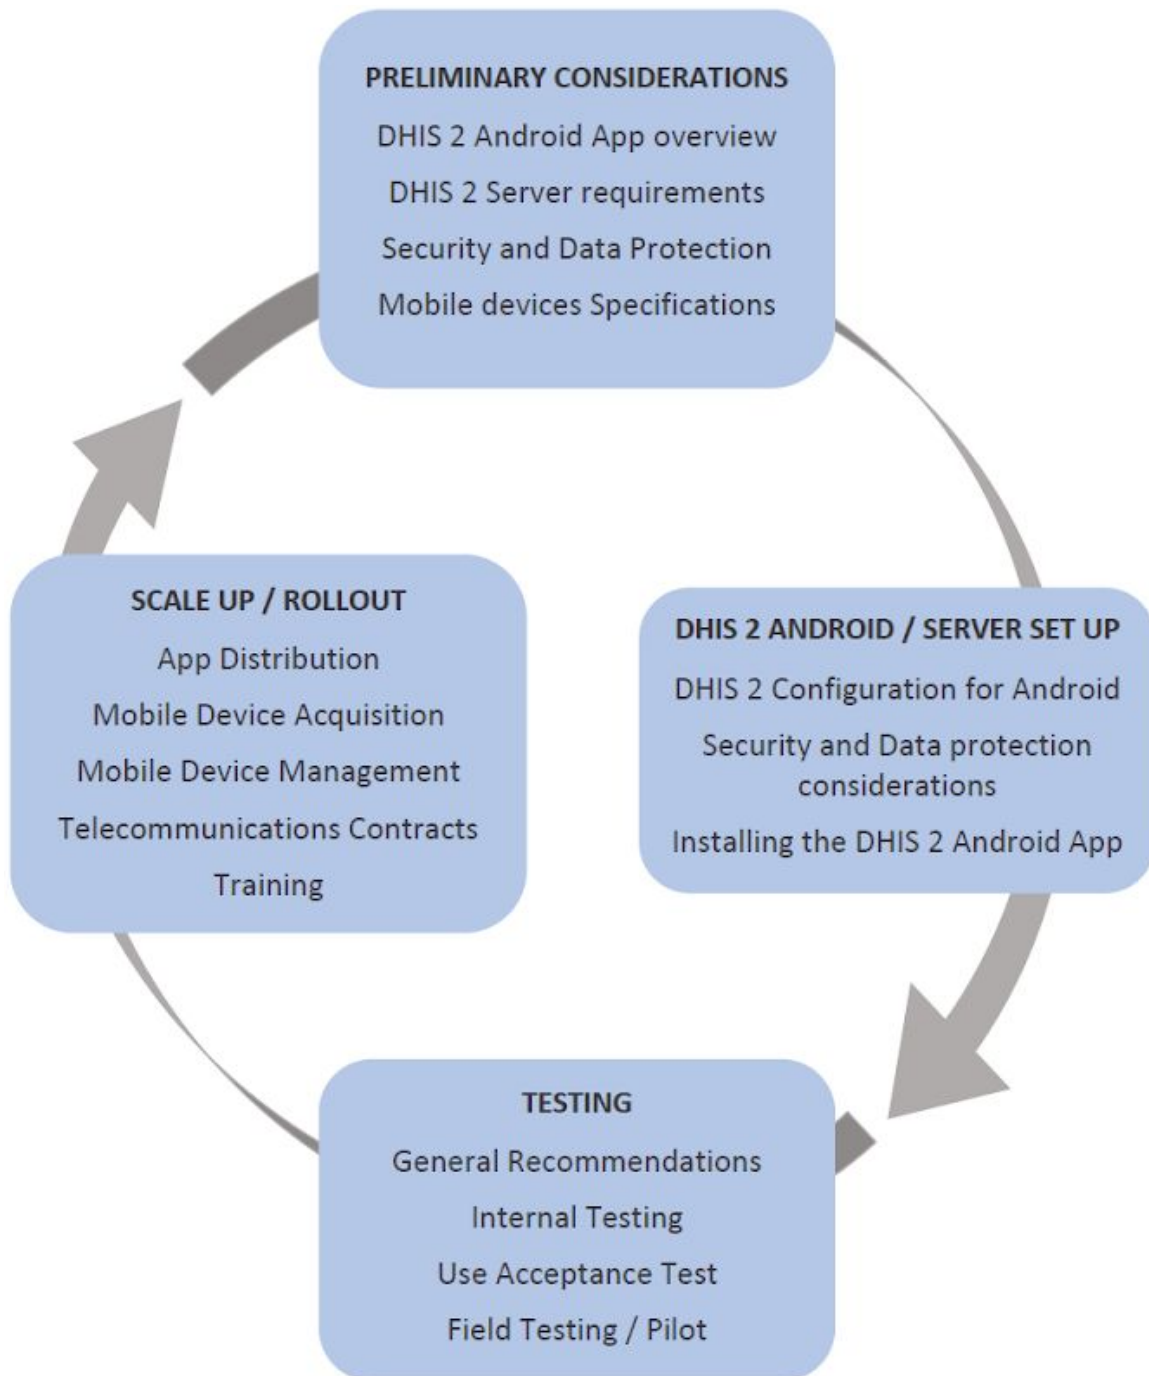 PRELIMINARY CONSIDERATIONS
DHIS 2 Android App overview
DHIS 2 Server requirements
Security and Data Protection
Mobile devices Specifications
DHIS 2 ANDROID / SERVER SET UP
DHIS 2 Configuration for Android
Security and Data protection
considerations
Installing the DHIS 2 Android App
TESTING
General Recommendations
Internal Testing
Use Acceptance Test
Field Testing / Pilot
SCALE UP / ROLLOUT
App Distribution
Mobile Device Acquisition
Mobile Device Management
Telecommunications Contracts
Training